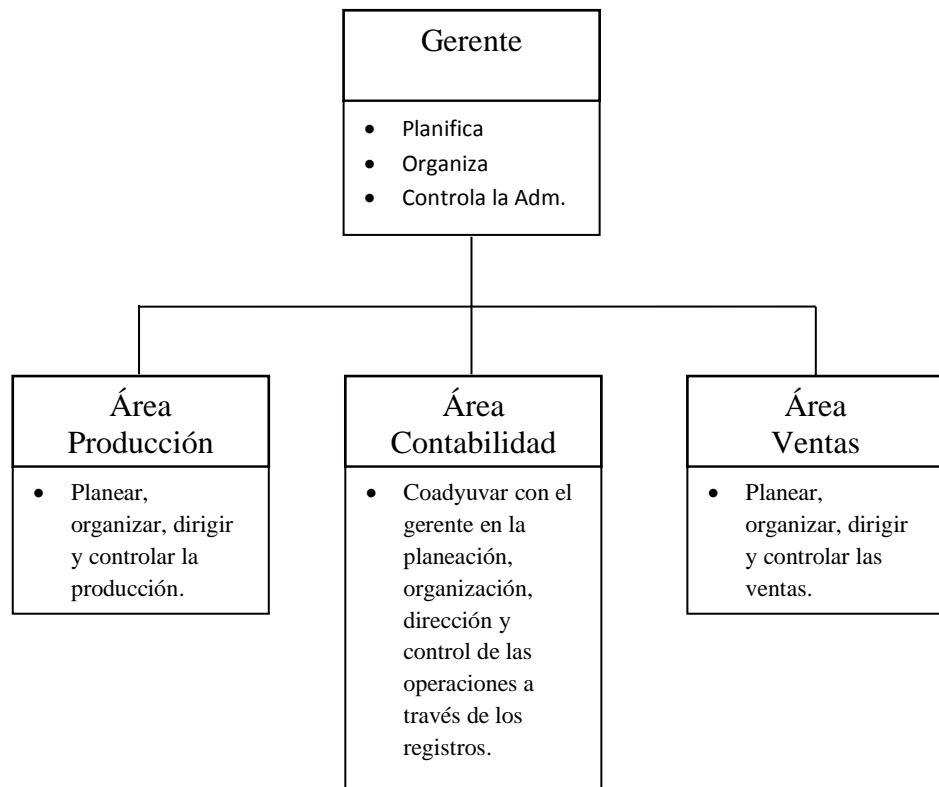 Gerente
• Planifica
• Organiza
• Controla la Adm.
Área
Producción
• Planear,
organizar, dirigir
y controlar la
producción.
Área
Contabilidad
• Coadyuvar con el
gerente en la
planeación,
organización,
dirección y
control de las
operaciones a
través de los
registros.
Área
Ventas
• Planear,
organizar, dirigir
y controlar las
ventas.